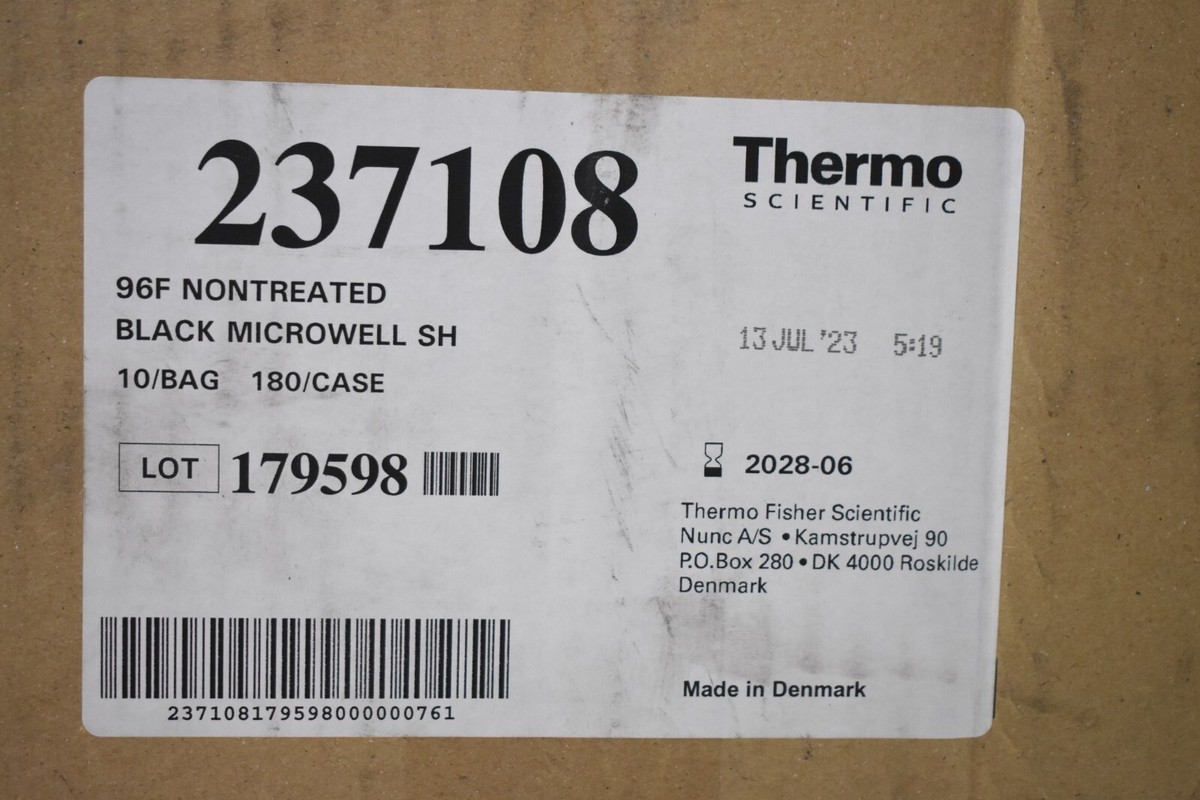 237108
Thermo
SCIENTIFIC
96F NONTREATED
BLACK MICROWELL SH
10/BAG 180/CASE
13 JUL '23 5:19
LOT 179598
2028-06
Thermo Fisher Scientific
Nunc A/S • Kamstrupvej 90
P.O.Box 280 • DK 4000 Roskilde
Denmark
237108179598000000761
Made in Denmark